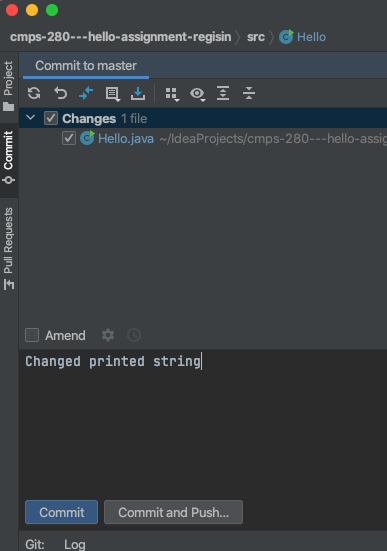 cmps-280---hello-assignment-regisin › src › Hello
Project
Commit
Pull Requests
Commit to master
Changes 1 file
Hello.java ~/IdeaProjects/cmps-280---hello-assig
Amend
Changed printed string
Commit
Commit and Push...
Git: Log